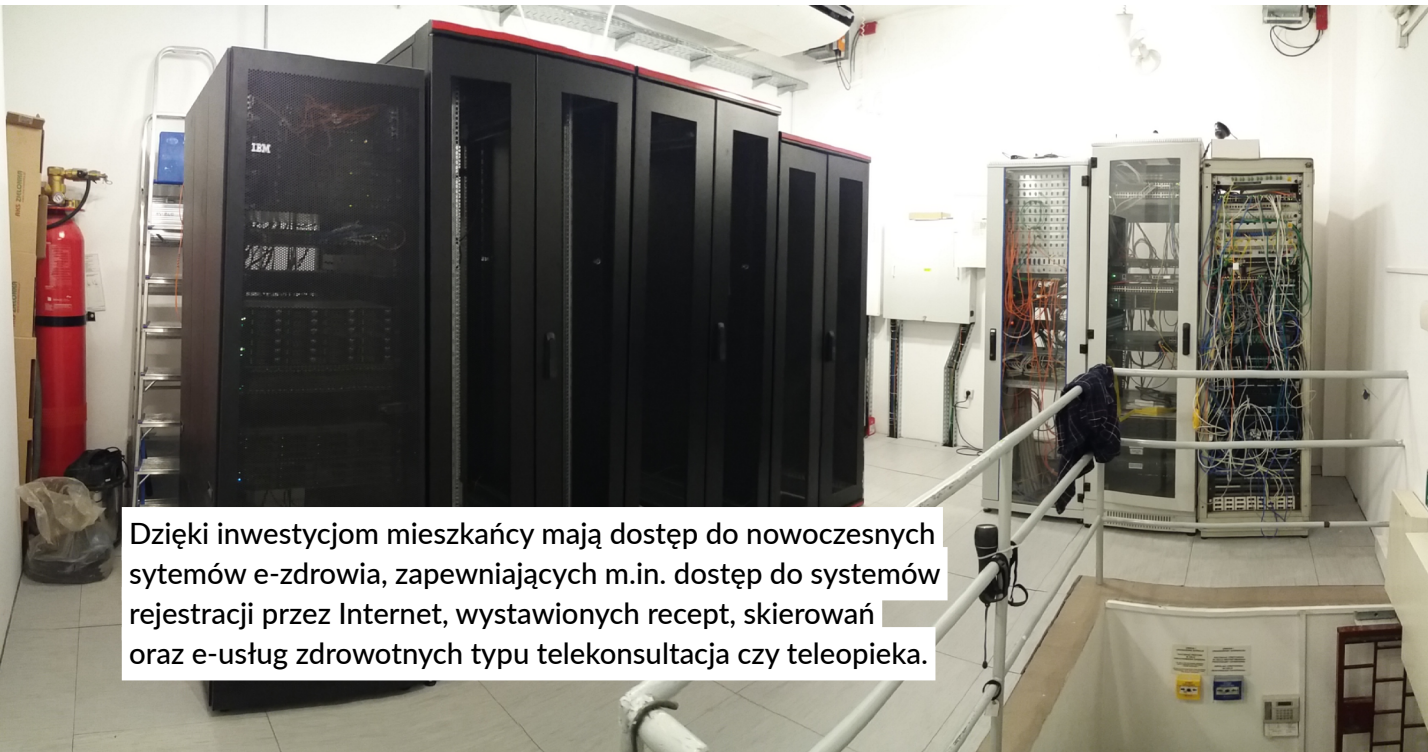 IBM
Dzięki inwestycjom mieszkańcy mają dostęp do nowoczesnych
sytemów e-zdrowia, zapewniających m.in. dostęp do systemów
rejestracji przez Internet, wystawionych recept, skierowań
oraz e-usług zdrowotnych typu telekonsultacja czy teleopieka.